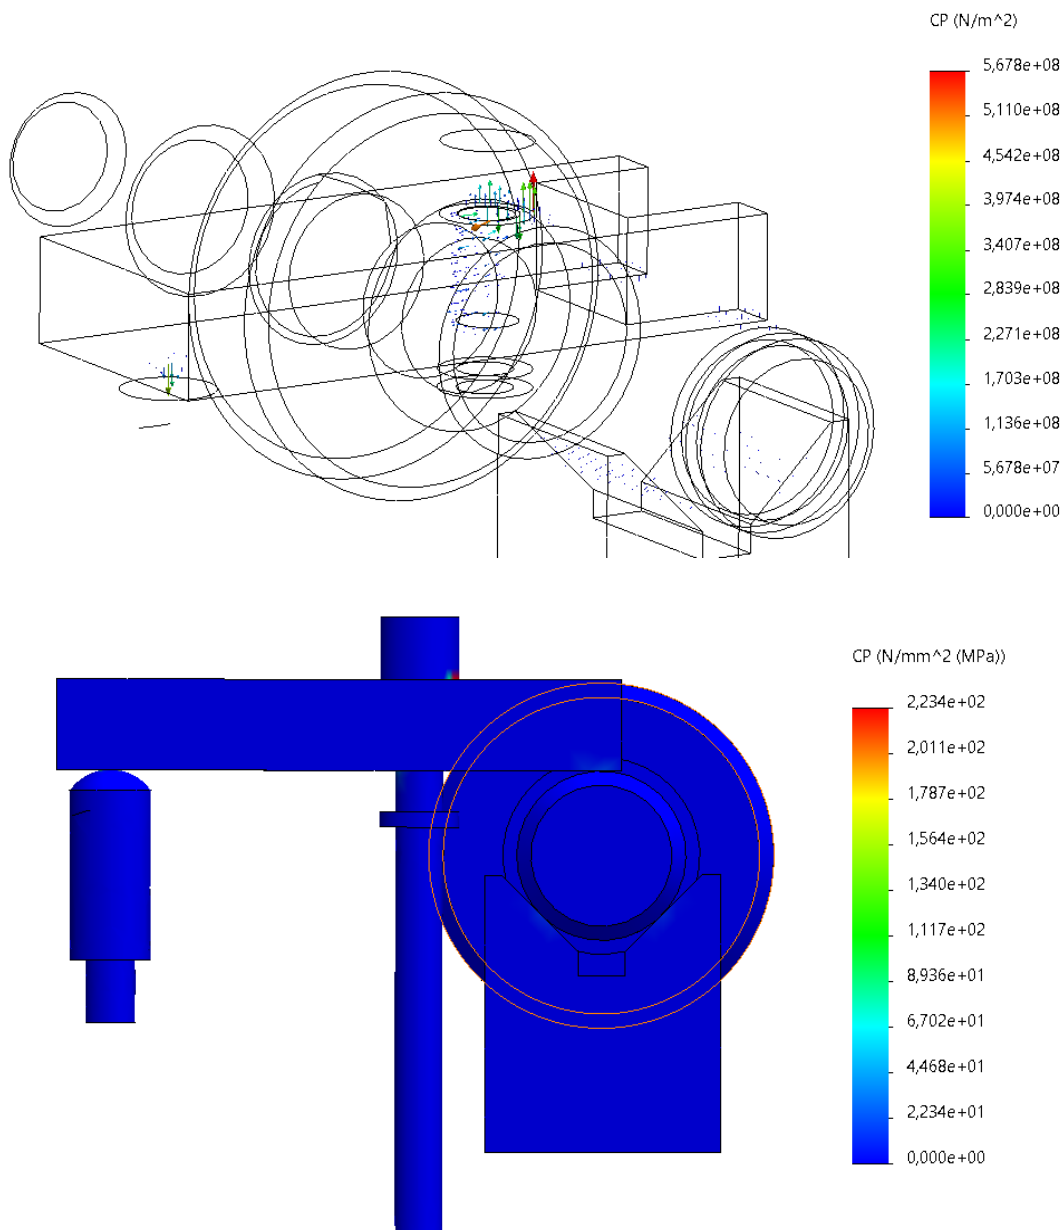 CP (N/m^2)
5,678e+08
5,110e+08
4,542e+08
3,974e+08
3,407e+08
2,839e+08
2,271e+08
1,703e+08
1,136e+08
5,678e+07
0,000e+00
CP (N/mm^2 (MPa))
2,234e+02
2,011e+02
1,787e+02
1,564e+02
1,340e+02
1,117e+02
8,936e+01
6,702e+01
4,468e+01
2,234e+01
0,000e+00